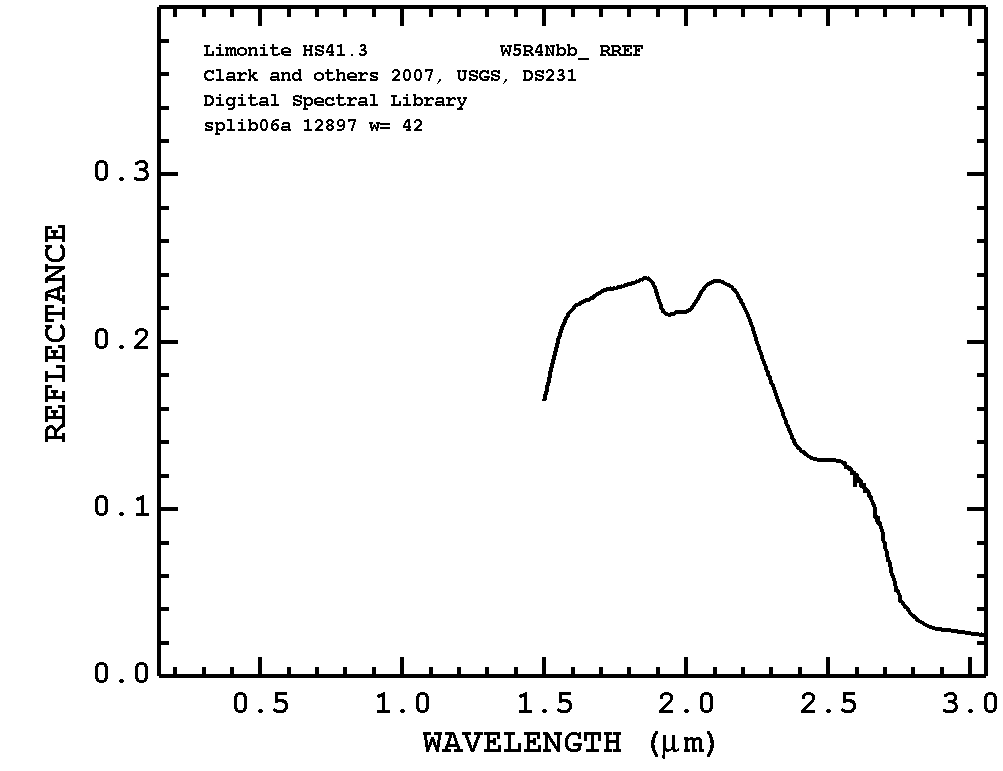 Limonite HS41.3 W5R4Nbb_ RREF
Clark and others 2007, USGS, DS231
Digital Spectral Library
splib06a 12897 w= 42
0.3
0.2
0.1
0.0
REFLECTANCE
0.5 1.0 1.5 2.0 2.5 3.0
WAVELENGTH (μm)